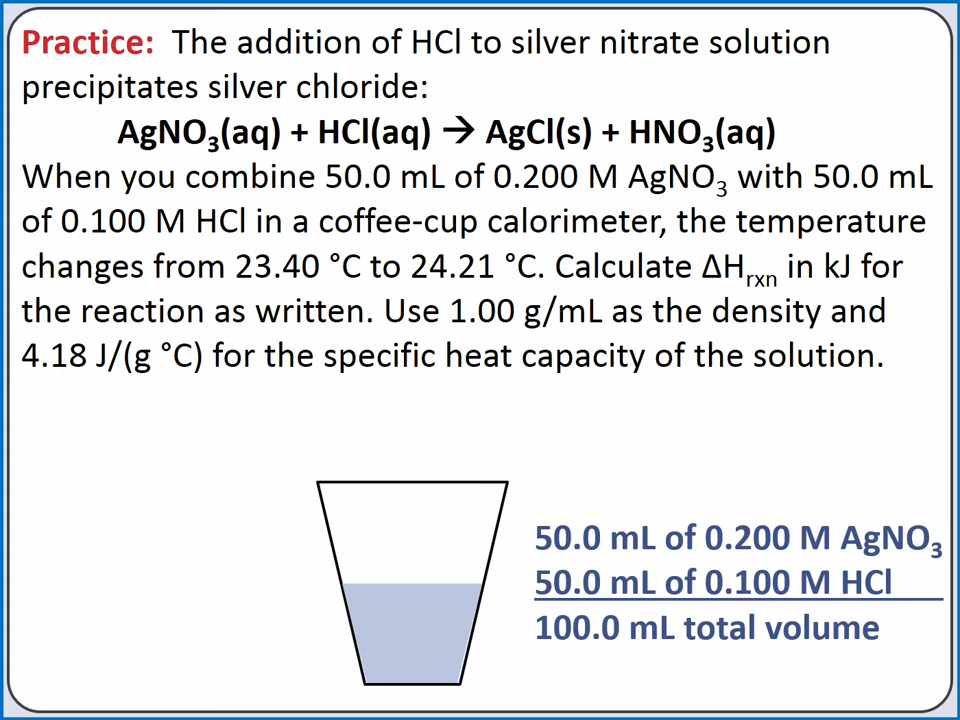 Practice: The addition of HCl to silver nitrate solution
precipitates silver chloride:
AgNO₃(aq) + HCl(aq) → AgCl(s) + HNO₃(aq)
When you combine 50.0 mL of 0.200 M AgNO₃ with 50.0 mL
of 0.100 M HCl in a coffee-cup calorimeter, the temperature
changes from 23.40 °C to 24.21 °C. Calculate ΔHrxn in kJ for
the reaction as written. Use 1.00 g/mL as the density and
4.18 J/(g °C) for the specific heat capacity of the solution.
50.0 mL of 0.200 M AgNO₃
50.0 mL of 0.100 M HCl
100.0 mL total volume